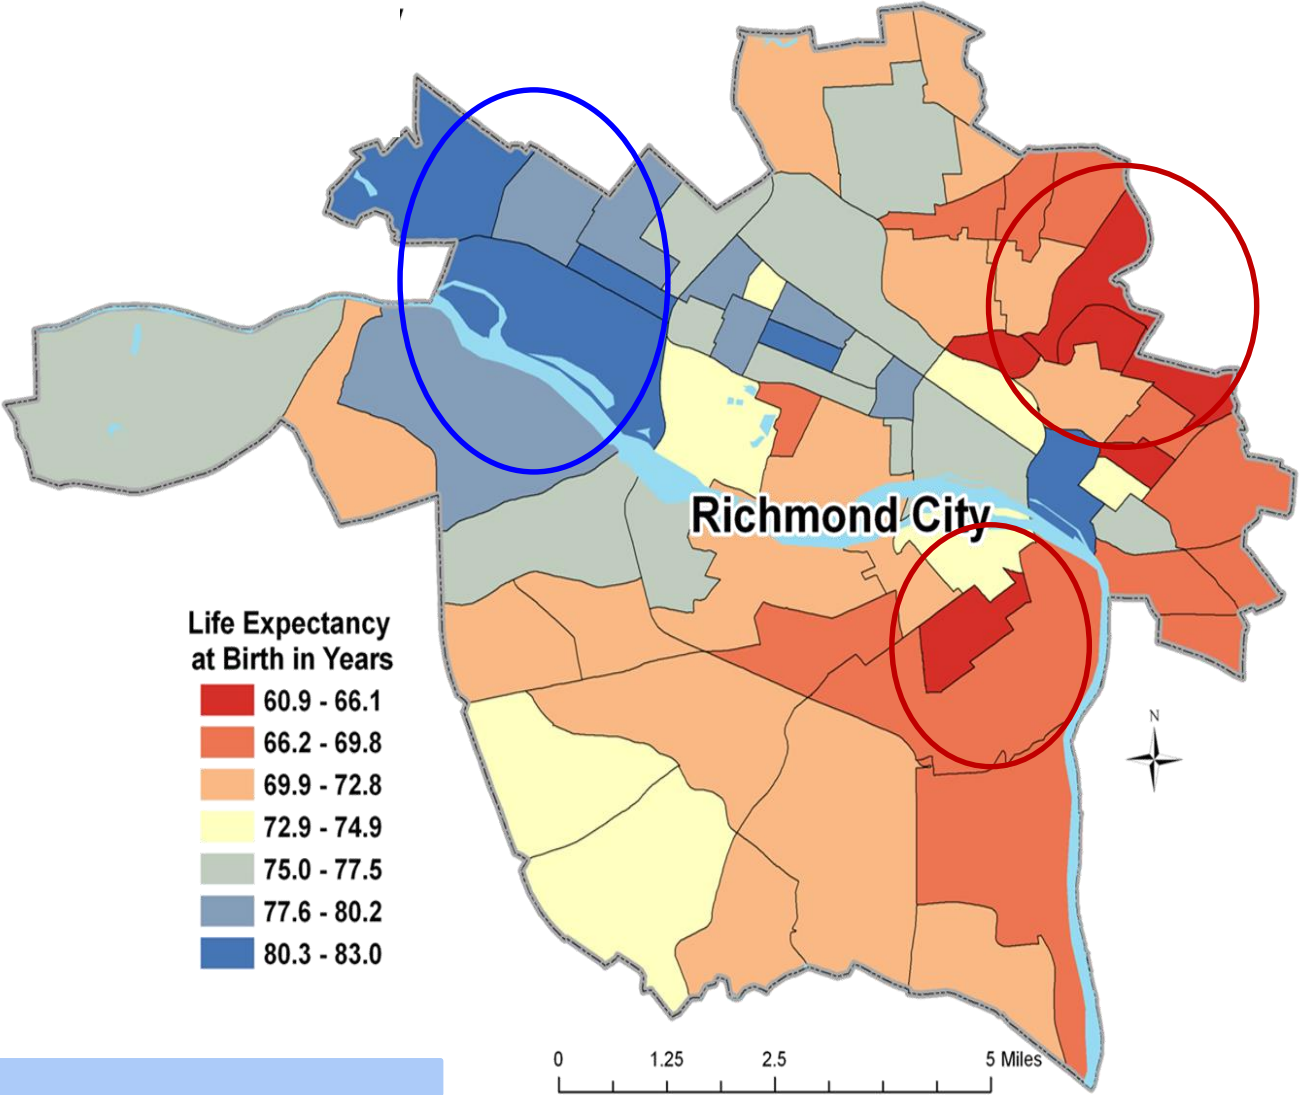 Richmond City
Life Expectancy
at Birth in Years
60.9 - 66.1
66.2 - 69.8
69.9 - 72.8
72.9 - 74.9
75.0 - 77.5
77.6 - 80.2
80.3 - 83.0
N
0 1.25 2.5 5 Miles